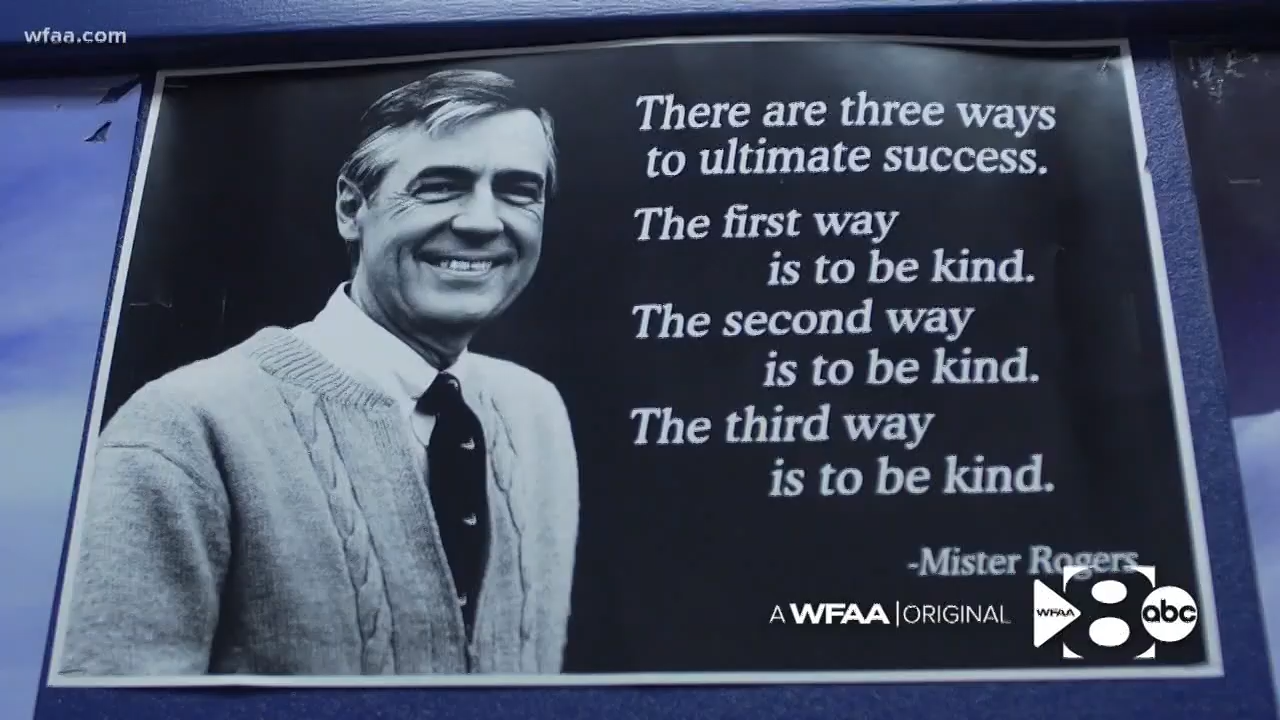 wfaa.com
There are three ways
to ultimate success.
The first way
is to be kind.
The second way
is to be kind.
The third way
is to be kind.
-Mister Rogers
A WFAA | ORIGINAL
WFAA 8 abc